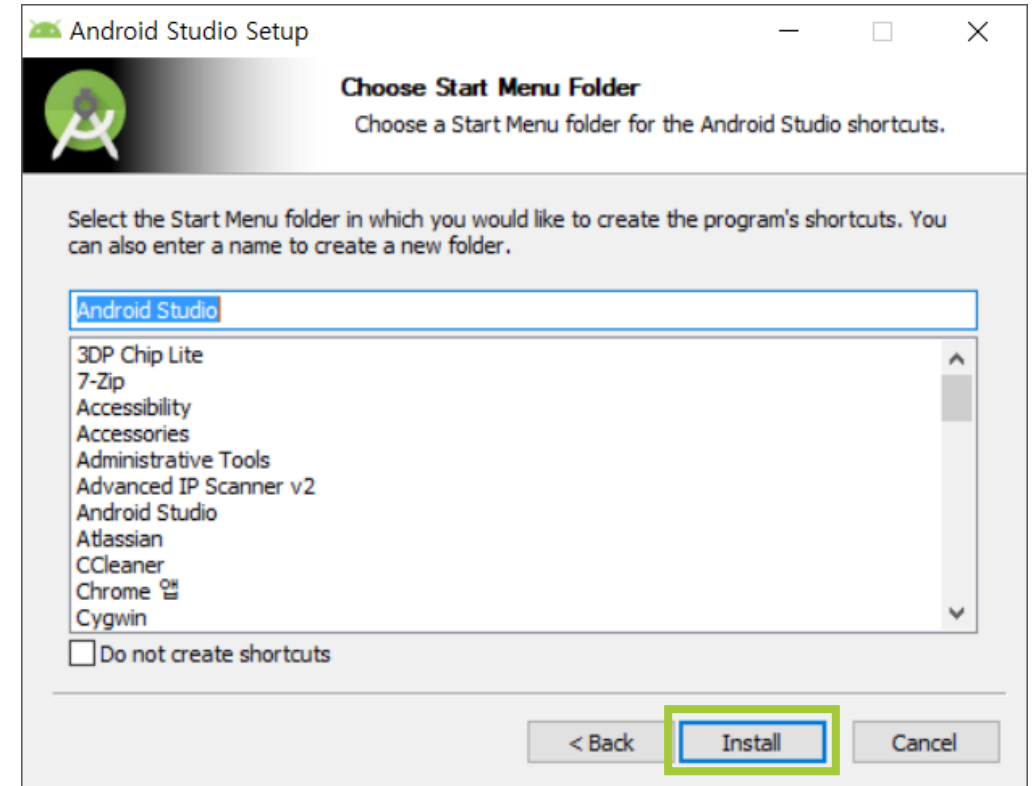 Android Studio Setup
Choose Start Menu Folder
Choose a Start Menu folder for the Android Studio shortcuts.
Select the Start Menu folder in which you would like to create the program's shortcuts. You
can also enter a name to create a new folder.
Android Studio
3DP Chip Lite
7-Zip
Accessibility
Accessories
Administrative Tools
Advanced IP Scanner v2
Android Studio
Atlassian
CCleaner
Chrome 앱
Cygwin
Do not create shortcuts
< Back
Install
Cancel